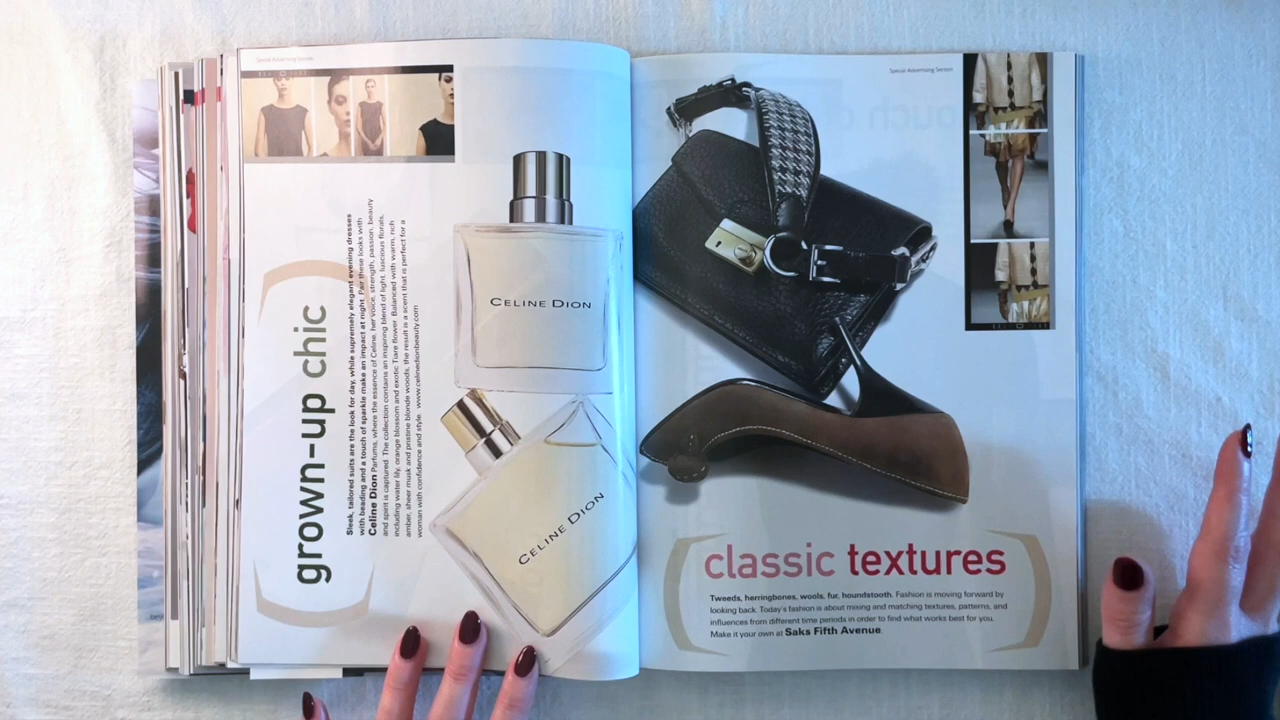 Special Advertising Section
grown-up chic
Sleek, tailored suits are the look for day, while supremely elegant evening dresses
with beading and a touch of sparkle make an impact at night. Pair these looks with
Celine Dion Parfums, where the essence of Celine, her voice, strength, passion, beauty
and spirit is captured. The collection contains an inspiring blend of light, luscious florals,
including water lily, orange blossom and exotic Tiare flower. Balanced with warm, rich
amber, sheer musk and pristine blonde woods, the result is a scent that is perfect for a
woman with confidence and style. www.celinedionbeauty.com
CELINE DION
CELINE DION
Special Advertising Section
classic textures
Tweeds, herringbones, wools, fur, houndstooth. Fashion is moving forward by
looking back. Today's fashion is about mixing and matching textures, patterns, and
influences from different time periods in order to find what works best for you.
Make it your own at Saks Fifth Avenue.